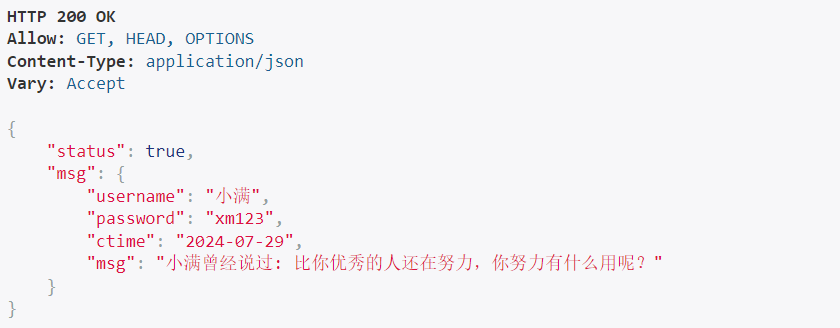 HTTP 200 OK
Allow: GET, HEAD, OPTIONS
Content-Type: application/json
Vary: Accept
{
    "status": true,
    "msg": {
        "username": "小满",
        "password": "xm123",
        "ctime": "2024-07-29",
        "msg": "小满曾经说过: 比你优秀的人还在努力，你努力有什么用呢？"
    }
}